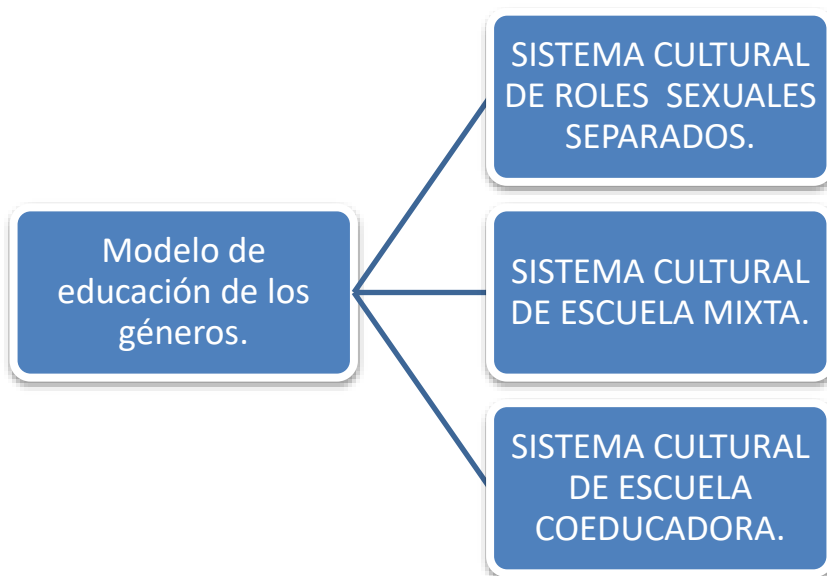 Modelo de
educación de los
géneros.
SISTEMA CULTURAL
DE ROLES SEXUALES
SEPARADOS.
SISTEMA CULTURAL
DE ESCUELA MIXTA.
SISTEMA CULTURAL
DE ESCUELA
COEDUCADORA.